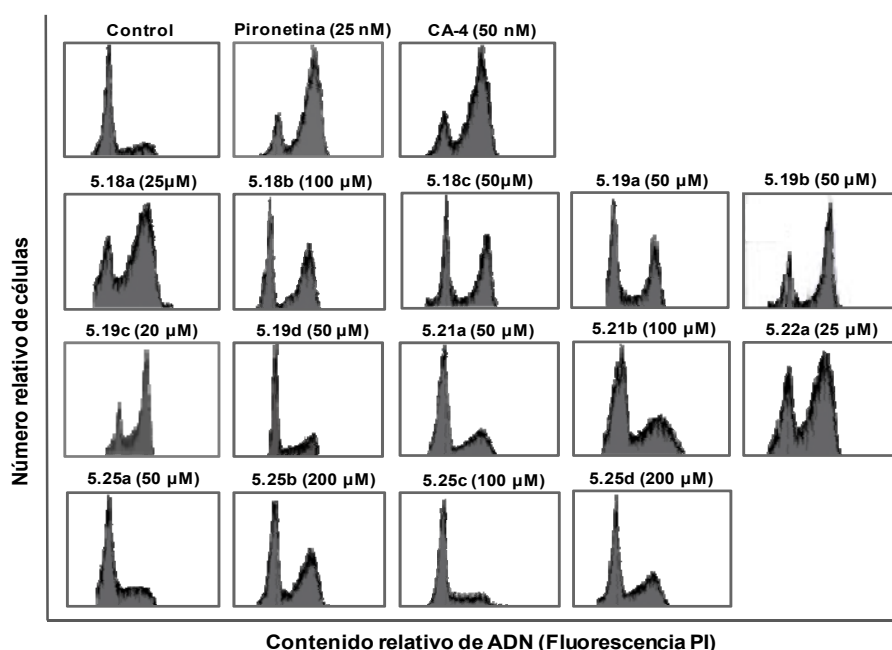 Control
Pironetina (25 nM)
CA-4 (50 nM)
5.18a (25µM)
5.18b (100 µM)
5.18c (50µM)
5.19a (50 µM)
5.19b (50 µM)
5.19c (20 µM)
5.19d (50 µM)
5.21a (50 µM)
5.21b (100 µM)
5.22a (25 µM)
5.25a (50 µM)
5.25b (200 µM)
5.25c (100 µM)
5.25d (200 µM)
Número relativo de células
Contenido relativo de ADN (Fluorescencia PI)